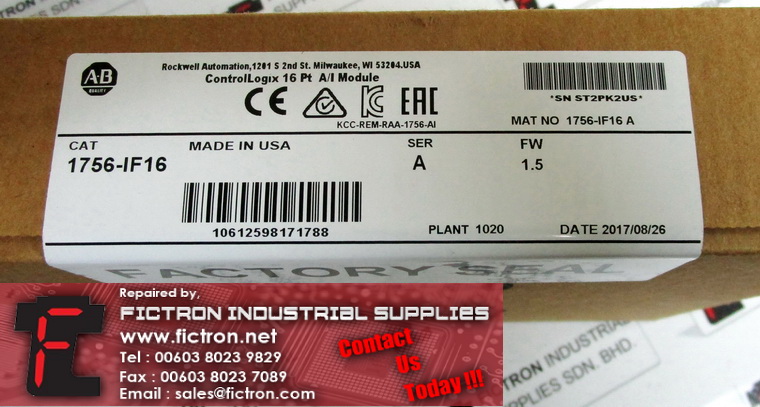 A·B
QUALITY
Rockwell Automation,1201 S 2nd St. Milwaukee, WI 53204.USA
ControlLogix 16 Pt A/I Module
CE
EAC
KCC-REM-RAA-1756-AI
*SN ST2PK2US*
MAT NO 1756-IF16 A
CAT
1756-IF16
MADE IN USA
SER
A
FW
1.5
10612598171788
PLANT 1020
DATE 2017/08/26
FACTORY SEAL
Repaired by,
FICTRON INDUSTRIAL SUPPLIES
www.fictron.net
Tel : 00603 8023 9829
Fax : 00603 8023 7089
Email : sales@fictron.com
Contact
Us
Today !!!
TRON INDUSTRIAL
PPLIES SDN. BHD.